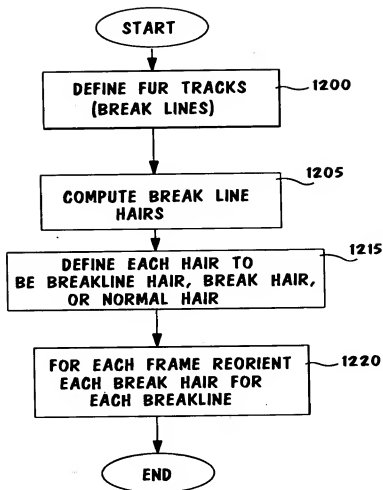 START
DEFINE FUR TRACKS
(BREAK LINES)
1200
1205
COMPUTE BREAK LINE
HAIRS
1215
DEFINE EACH HAIR TO
BE BREAKLINE HAIR, BREAK HAIR,
OR NORMAL HAIR
FOR EACH FRAME REORIENT
EACH BREAK HAIR FOR
EACH BREAKLINE
1220
END